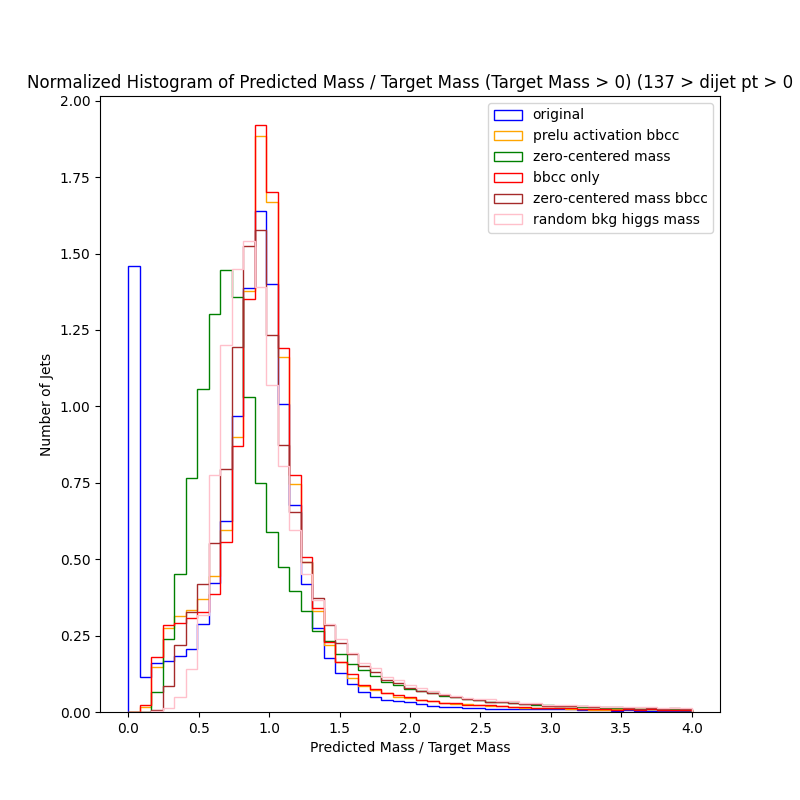 Normalized Histogram of Predicted Mass / Target Mass (Target Mass > 0) (137 > dijet pt > 0
2.00
1.75
1.50
1.25
1.00
0.75
0.50
0.25
0.00
Number of Jets
original
prelu activation bbcc
zero-centered mass
bbcc only
zero-centered mass bbcc
random bkg higgs mass
0.0 0.5 1.0 1.5 2.0 2.5 3.0 3.5 4.0
Predicted Mass / Target Mass